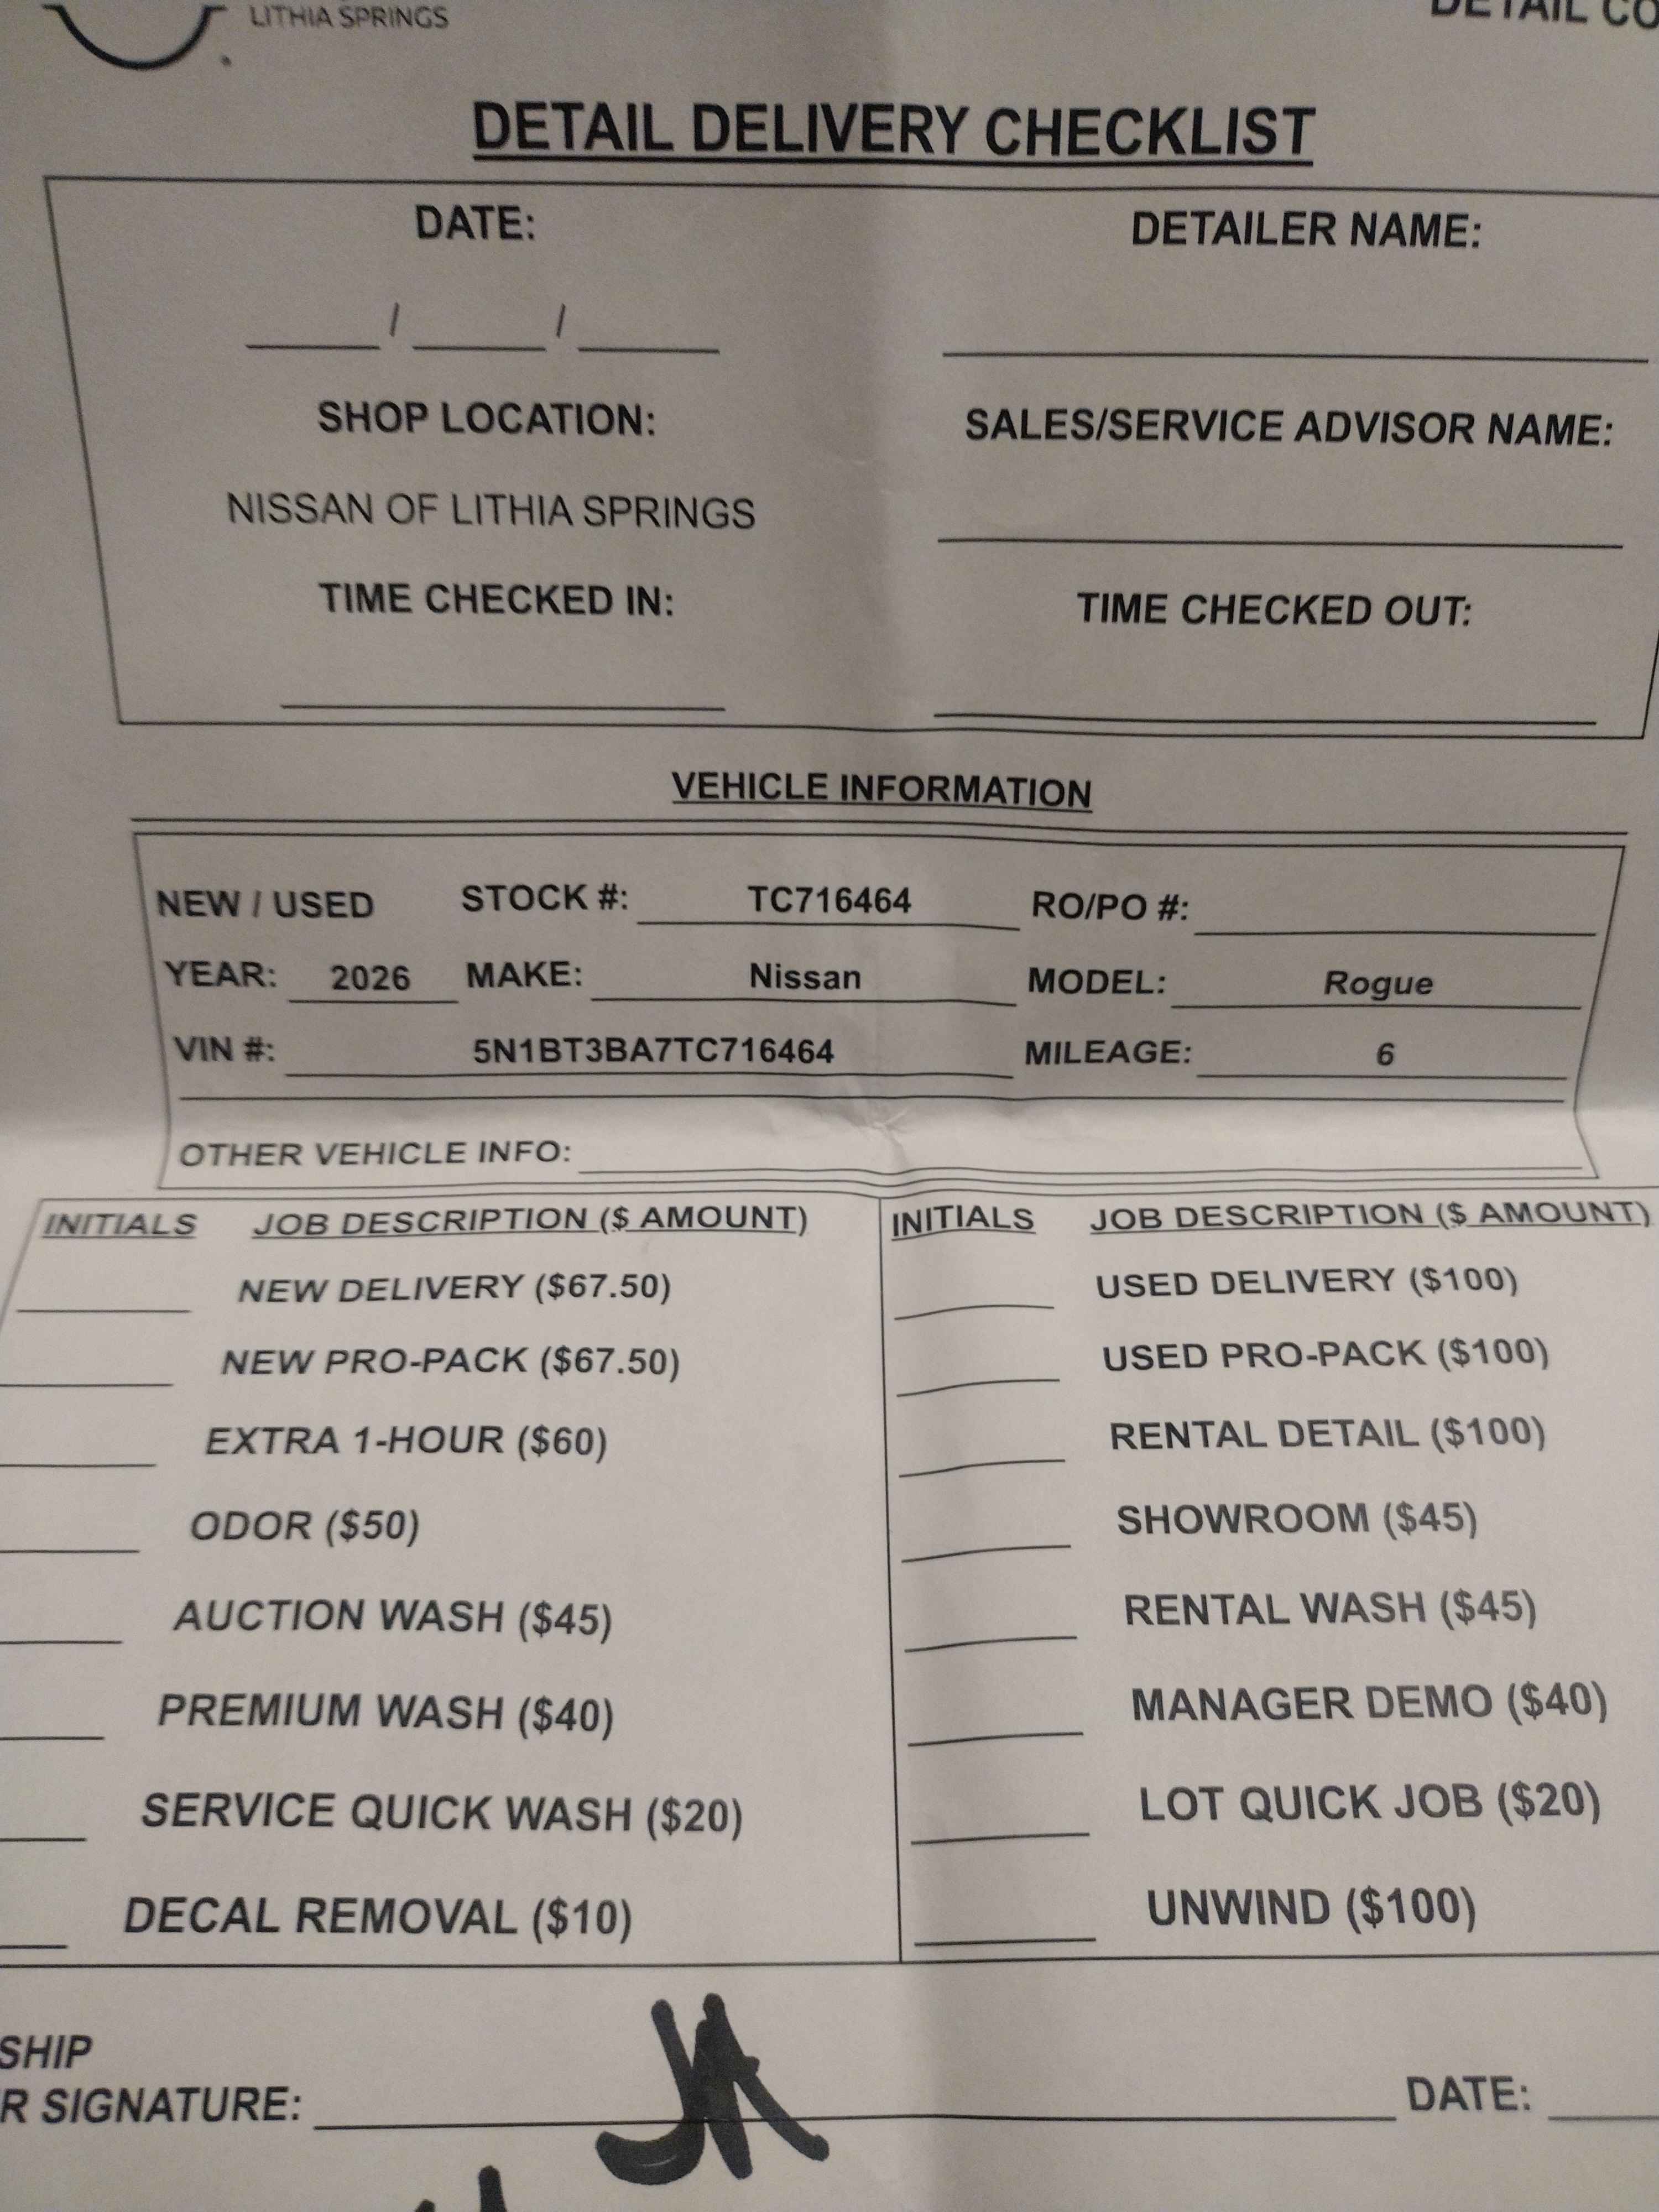 LITHIA SPRINGS
DETAIL CO
DETAIL DELIVERY CHECKLIST
DATE: DETAILER NAME:
/ /
SHOP LOCATION: SALES/SERVICE ADVISOR NAME:
NISSAN OF LITHIA SPRINGS
TIME CHECKED IN: TIME CHECKED OUT:
VEHICLE INFORMATION
NEW / USED STOCK #: TC716464 RO/PO #:
YEAR: 2026 MAKE: Nissan MODEL: Rogue
VIN #: 5N1BT3BA7TC716464 MILEAGE: 6
OTHER VEHICLE INFO:
INITIALS JOB DESCRIPTION ($ AMOUNT) INITIALS JOB DESCRIPTION ($ AMOUNT)
NEW DELIVERY ($67.50) USED DELIVERY ($100)
NEW PRO-PACK ($67.50) USED PRO-PACK ($100)
EXTRA 1-HOUR ($60) RENTAL DETAIL ($100)
ODOR ($50) SHOWROOM ($45)
AUCTION WASH ($45) RENTAL WASH ($45)
PREMIUM WASH ($40) MANAGER DEMO ($40)
SERVICE QUICK WASH ($20) LOT QUICK JOB ($20)
DECAL REMOVAL ($10) UNWIND ($100)
SHIP
R SIGNATURE: DATE: